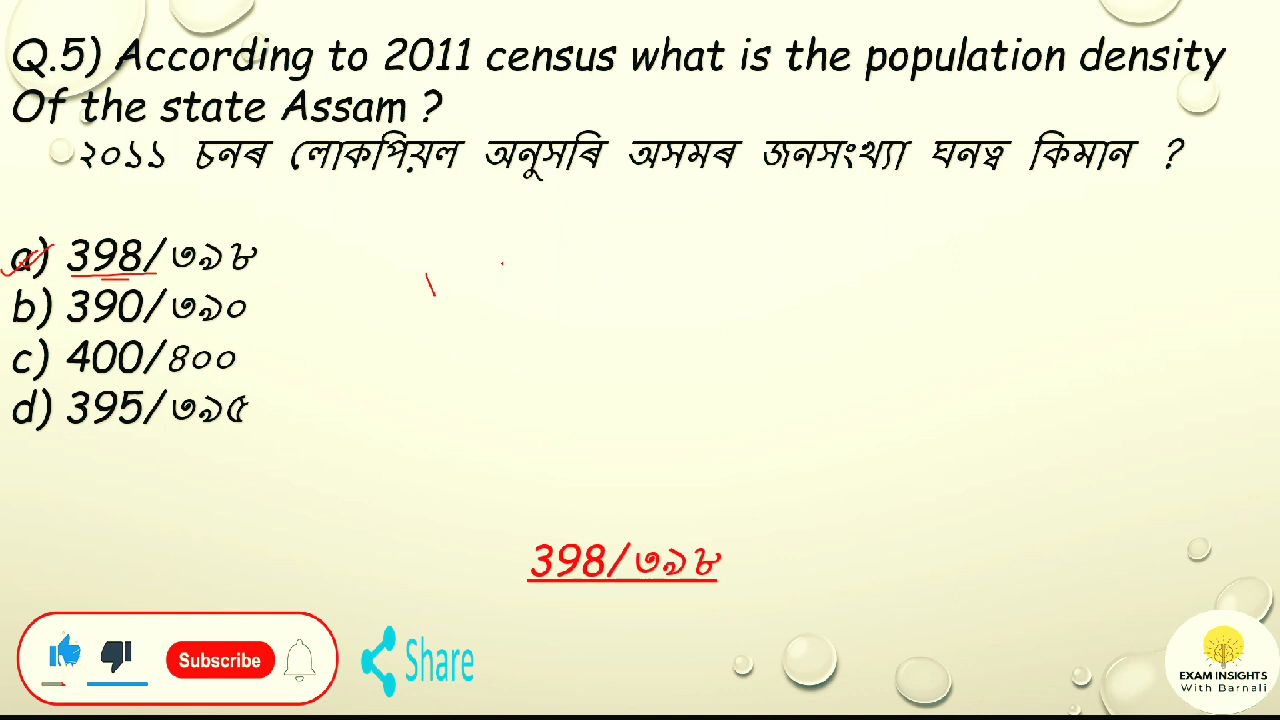 Q.5) According to 2011 census what is the population density
Of the state Assam ?
২০১১ চনৰ লোকপিয়ল অনুসৰি অসমৰ জনসংখ্যা ঘনত্ব কিমান ?
a) 398/৩৯৮
b) 390/৩৯০
c) 400/৪০০
d) 395/৩৯৫
398/৩৯৮
Subscribe
Share
EXAM INSIGHTS
With Barnali